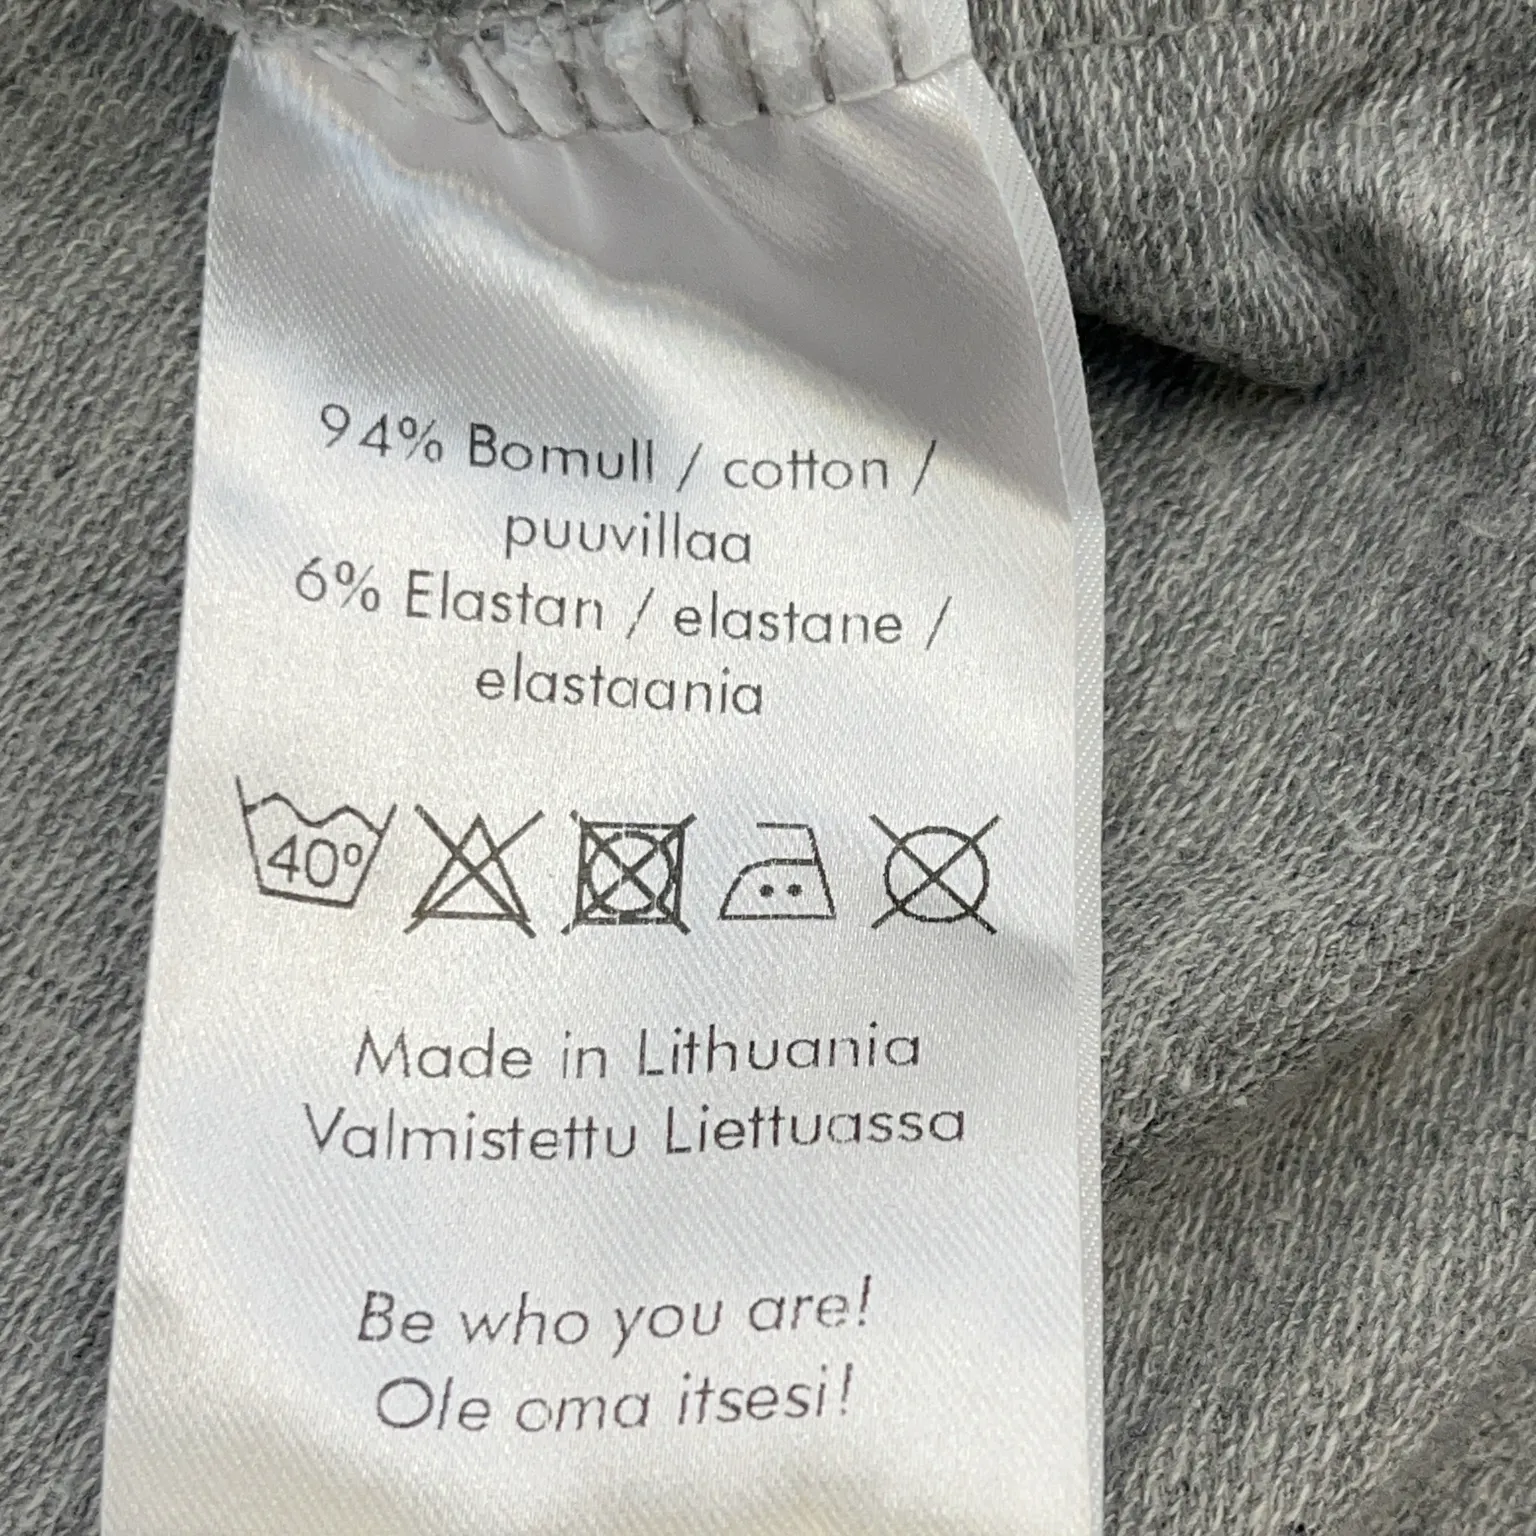 94% Bomull / cotton /
puuvillaa
6% Elastan / elastane /
elastaania
40°
Made in Lithuania
Valmistettu Liettuassa
Be who you are!
Ole oma itsesi!